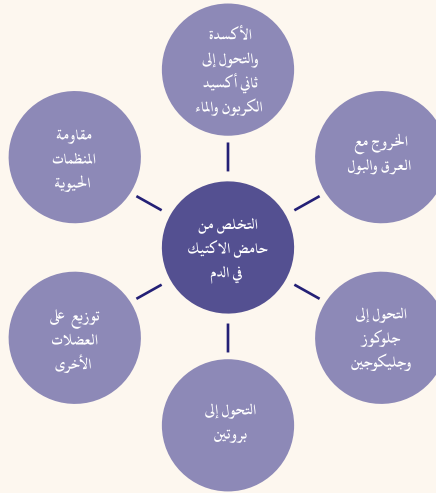 الأكسدة
والتحول إلى
ثاني أكسيد
الكربون والماء
الخروج مع
العرق والبول
التحول إلى
جلوكوز
وجليكوجين
التحول إلى
بروتين
توزيع على
العضلات
الأخرى
مقاومة
المنظمات
الحيوية
التخلص من
حامض الاكتيك
في الدم